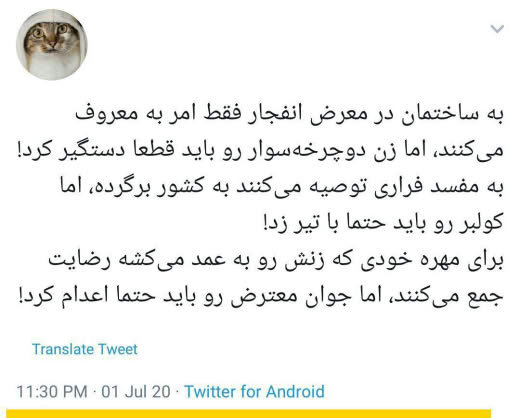 به ساختمان در معرض انفجار فقط امر به معروف
می‌کنند، اما زن دوچرخه‌سوار رو باید قطعا دستگیر کرد!
به مفسد فراری توصیه می‌کنند به کشور برگرده، اما
کولبر رو باید حتما با تیر زد!
برای مهره خودی که زنش رو به عمد می‌کشه رضایت
جمع می‌کنند، اما جوان معترض رو باید حتما اعدام کرد!
Translate Tweet
11:30 PM · 01 Jul 20 · Twitter for Android